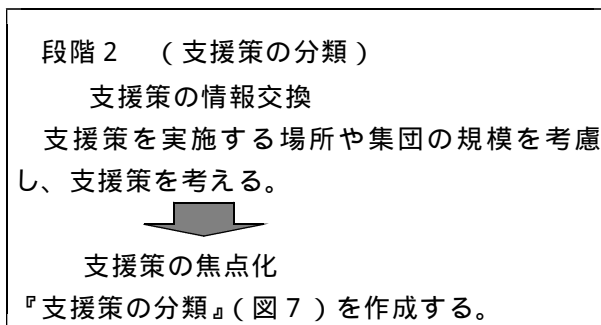 段階２　（支援策の分類）
支援策の情報交換
支援策を実施する場所や集団の規模を考慮
し、支援策を考える。
支援策の焦点化
『支援策の分類』（図７）を作成する。